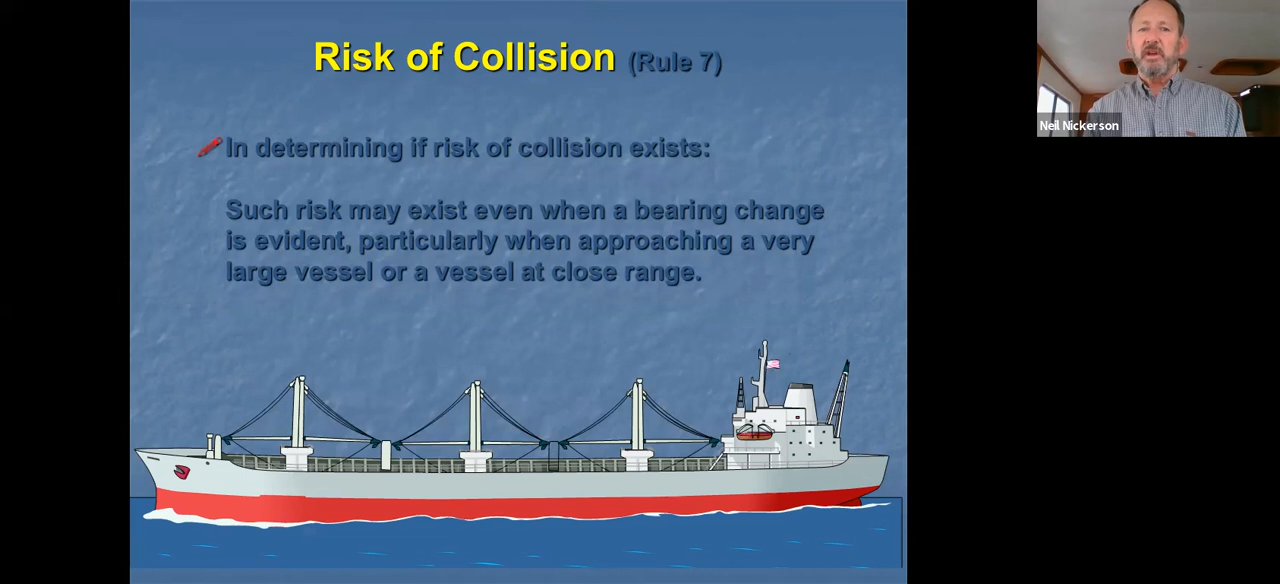 Risk of Collision (Rule 7)
In determining if risk of collision exists:
Such risk may exist even when a bearing change
is evident, particularly when approaching a very
large vessel or a vessel at close range.
Neil Nickerson